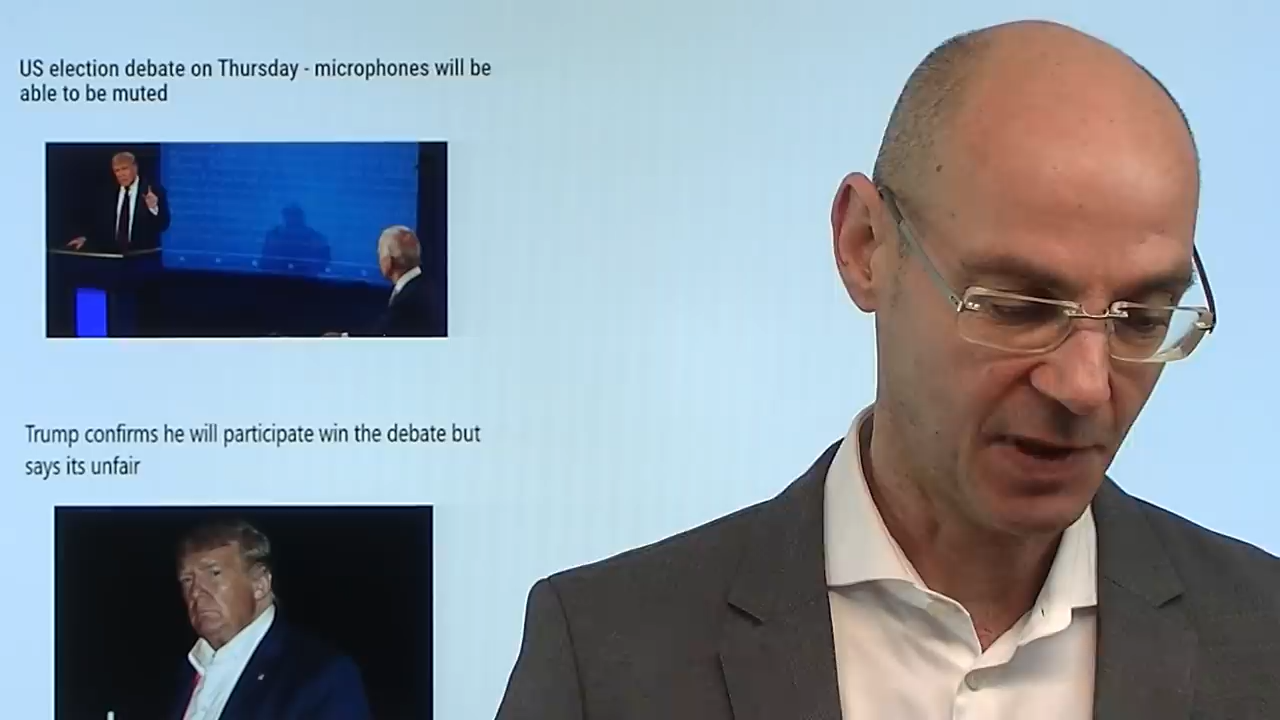 US election debate on Thursday - microphones will be
able to be muted
Trump confirms he will participate win the debate but
says its unfair